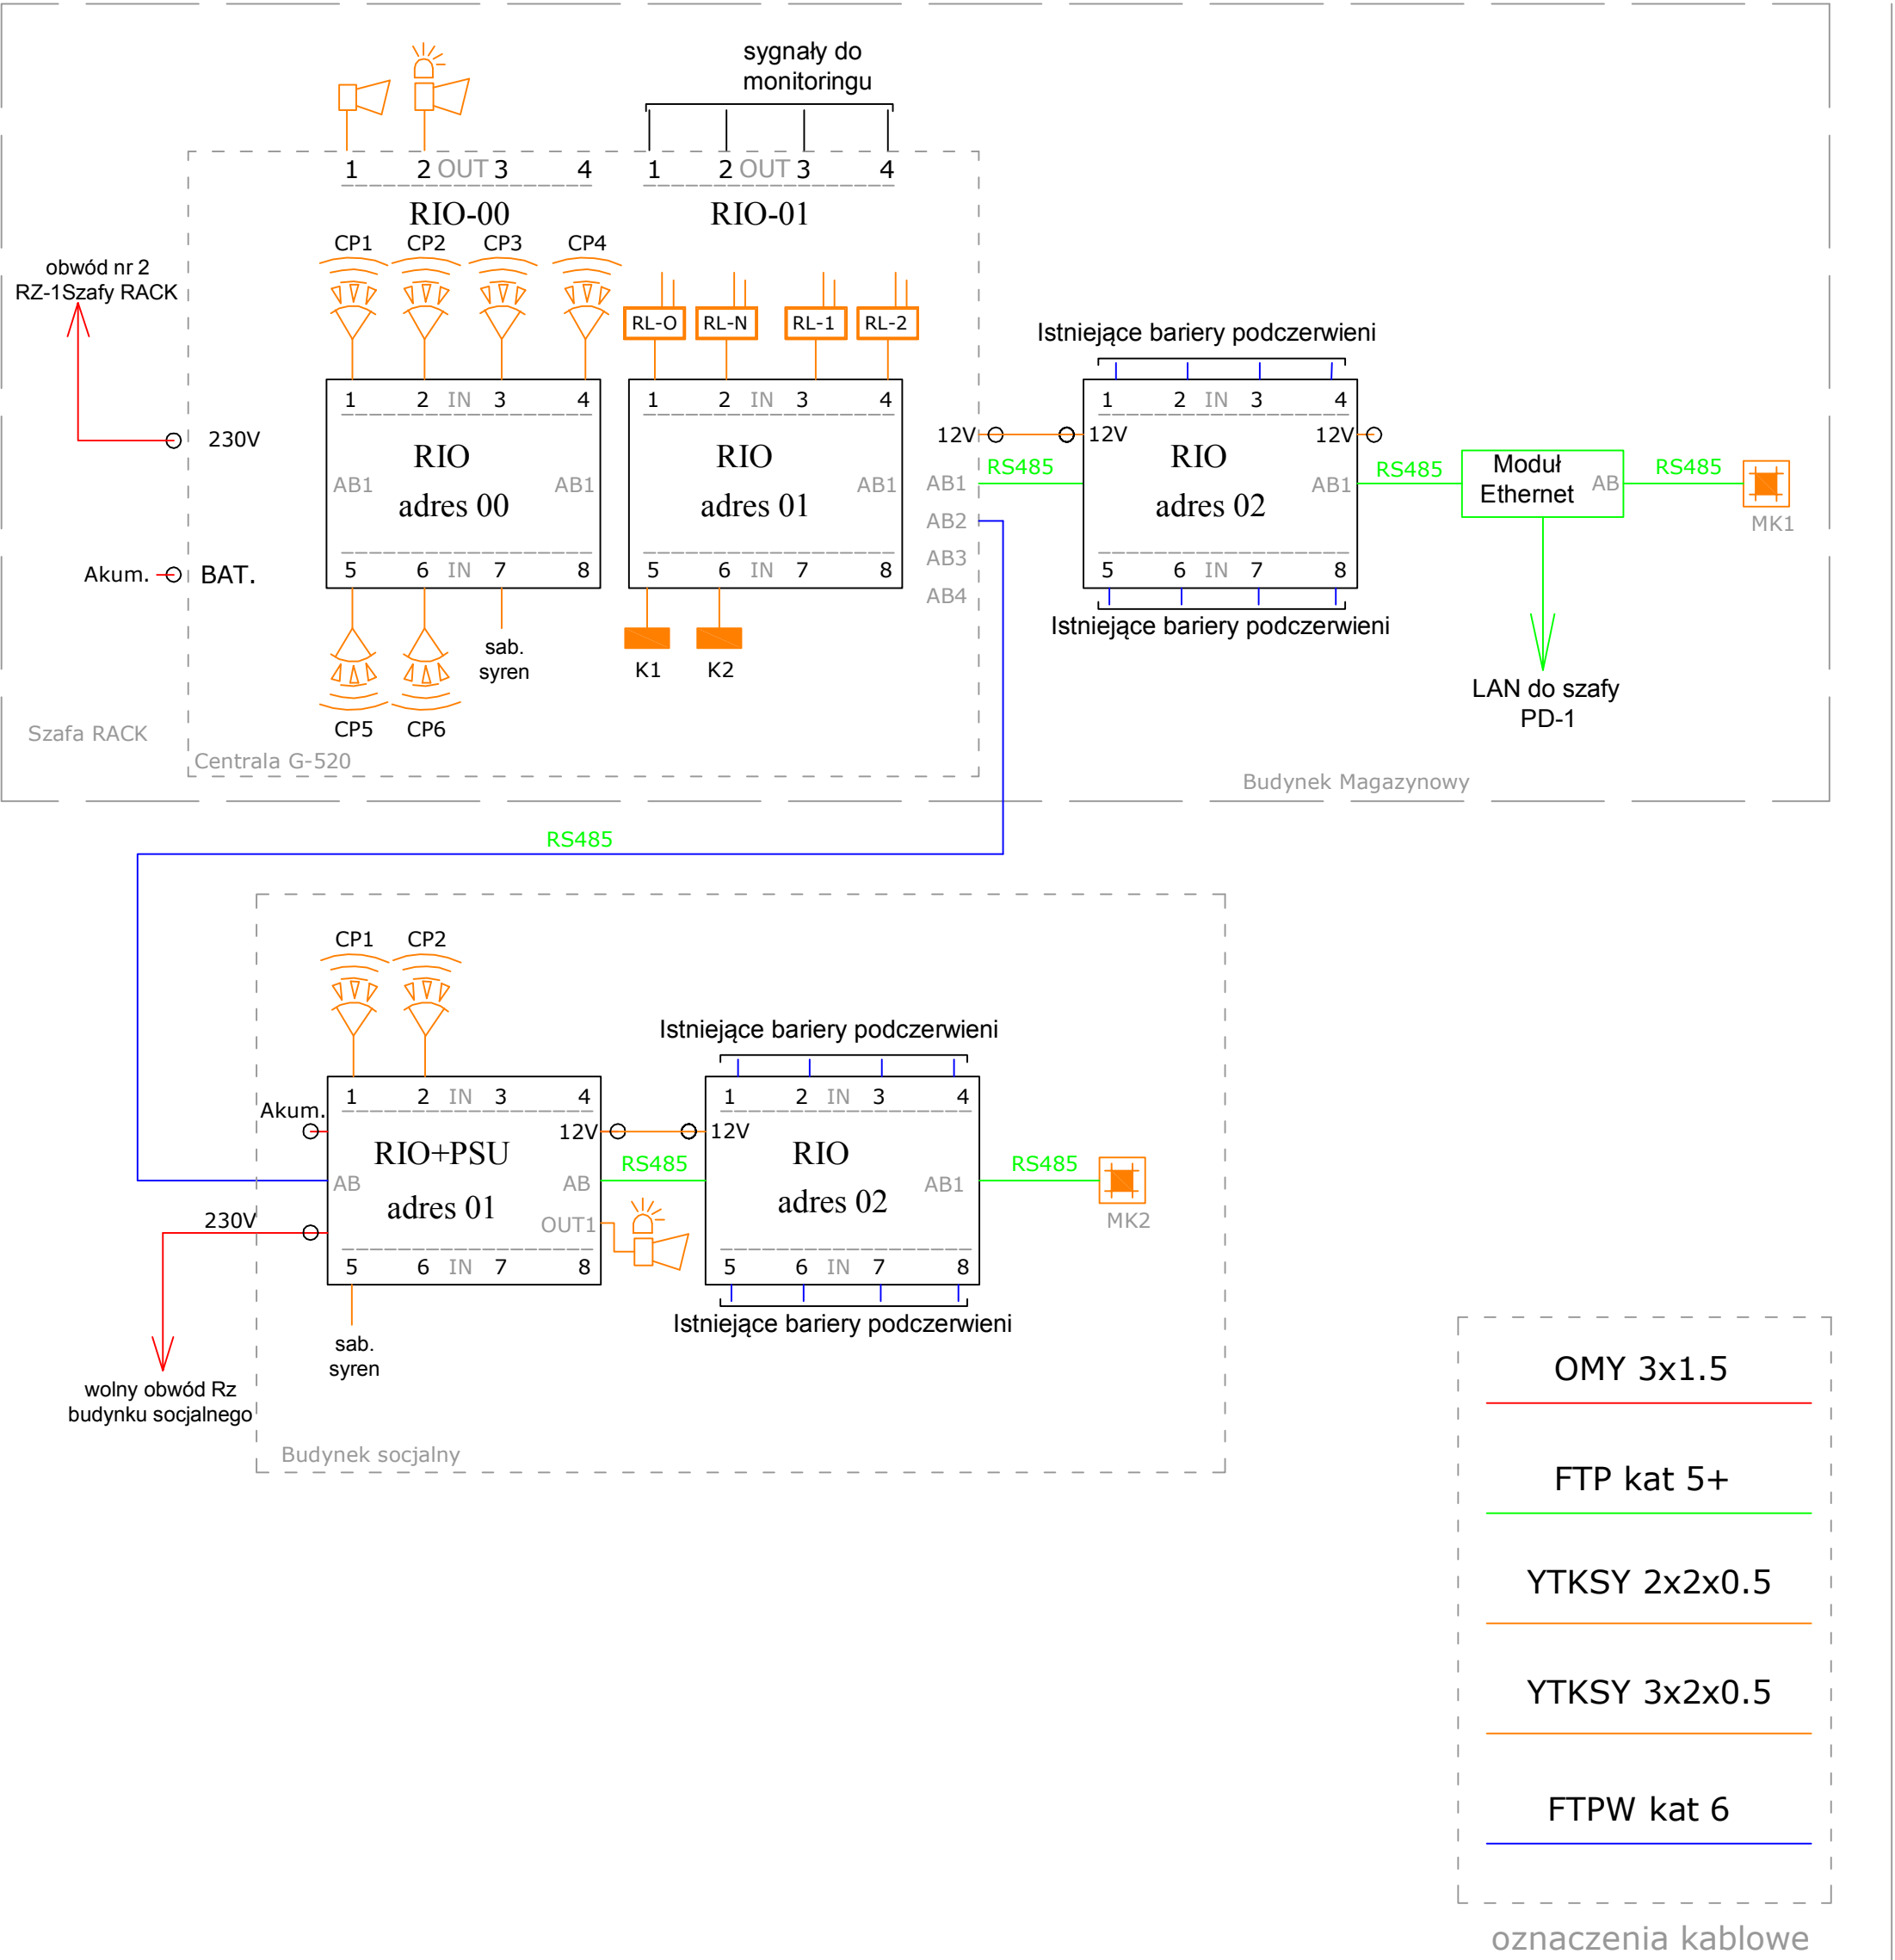 sygnały do
monitoringu
1 2 OUT 3 4
1 2 OUT 3 4
RIO-00
RIO-01
CP1 CP2 CP3 CP4
obwód nr 2
RZ-1Szafy RACK
RL-O RL-N RL-1 RL-2
Istniejące bariery podczerwieni
1 2 IN 3 4
1 2 IN 3 4
1 2 IN 3 4
230V
12V
12V
12V
RIO
adres 00
AB1
AB1
RIO
adres 01
AB1
AB1
AB2
AB3
AB4
RS485
RIO
adres 02
AB1
RS485
Moduł
Ethernet
AB
RS485
MK1
Akum.
BAT.
5 6 IN 7 8
5 6 IN 7 8
5 6 IN 7 8
Istniejące bariery podczerwieni
sab.
syren
K1 K2
CP5 CP6
LAN do szafy
PD-1
Szafa RACK
Centrala G-520
Budynek Magazynowy
RS485
CP1 CP2
Istniejące bariery podczerwieni
1 2 IN 3 4
1 2 IN 3 4
Akum.
12V
12V
RIO+PSU
adres 01
AB
AB
OUT1
RS485
RIO
adres 02
AB1
RS485
MK2
230V
5 6 IN 7 8
5 6 IN 7 8
Istniejące bariery podczerwieni
sab.
syren
wolny obwód Rz
budynku socjalnego
Budynek socjalny
OMY 3x1.5
FTP kat 5+
YTKSY 2x2x0.5
YTKSY 3x2x0.5
FTPW kat 6
oznaczenia kablowe